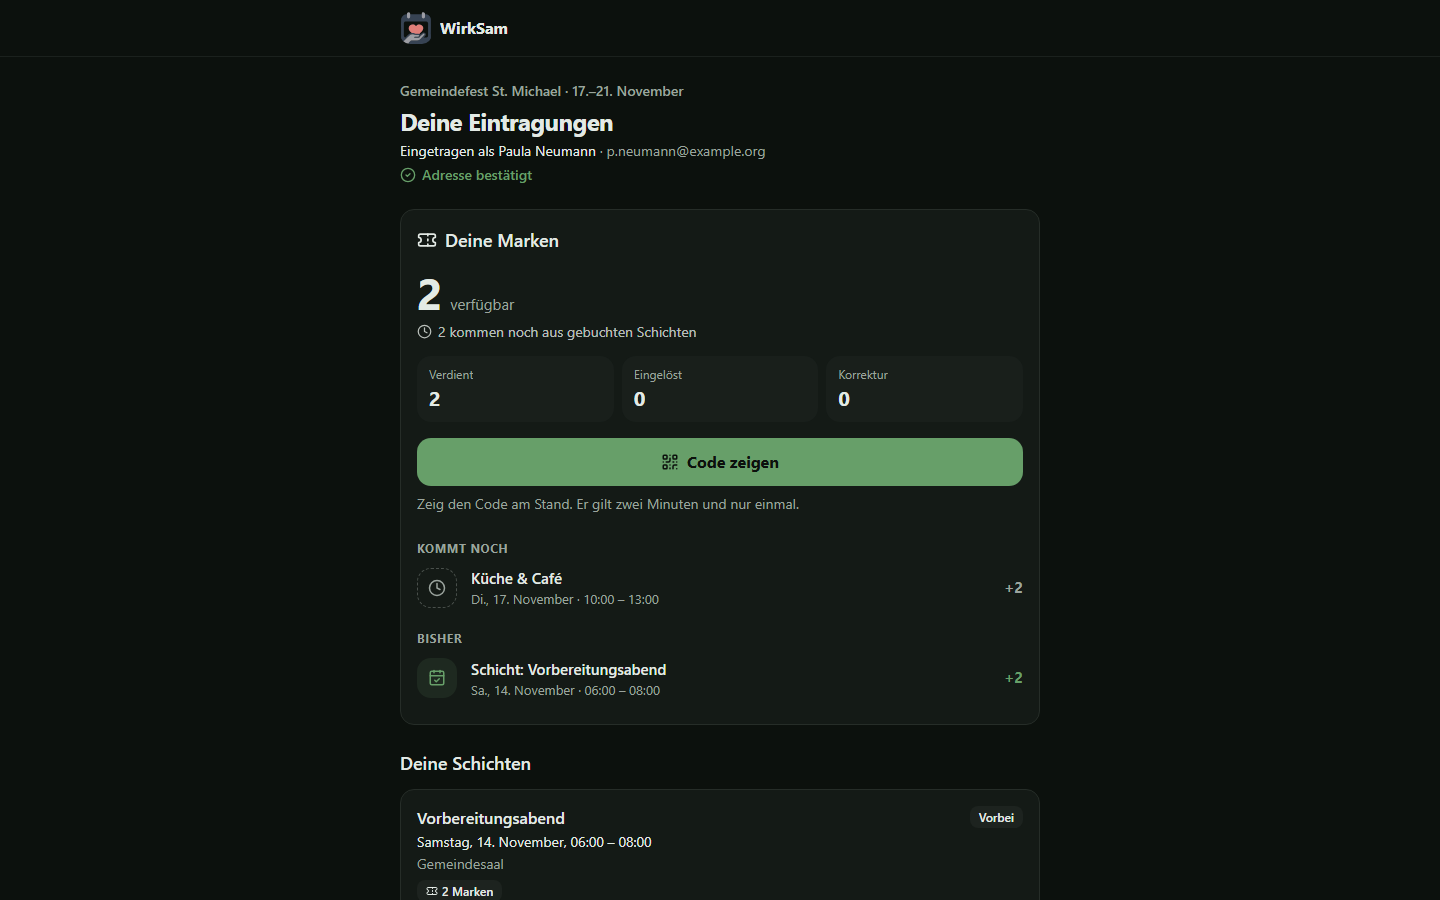 WirkSam
Gemeindefest St. Michael · 17.–21. November
Deine Eintragungen
Eingetragen als Paula Neumann · p.neumann@example.org
Adresse bestätigt
Deine Marken
2 verfügbar
2 kommen noch aus gebuchten Schichten
Verdient
2
Eingelöst
0
Korrektur
0
Code zeigen
Zeig den Code am Stand. Er gilt zwei Minuten und nur einmal.
KOMMT NOCH
Küche & Café
Di., 17. November · 10:00 – 13:00
+2
BISHER
Schicht: Vorbereitungsabend
Sa., 14. November · 06:00 – 08:00
+2
Deine Schichten
Vorbereitungsabend
Vorbei
Samstag, 14. November, 06:00 – 08:00
Gemeindesaal
2 Marken